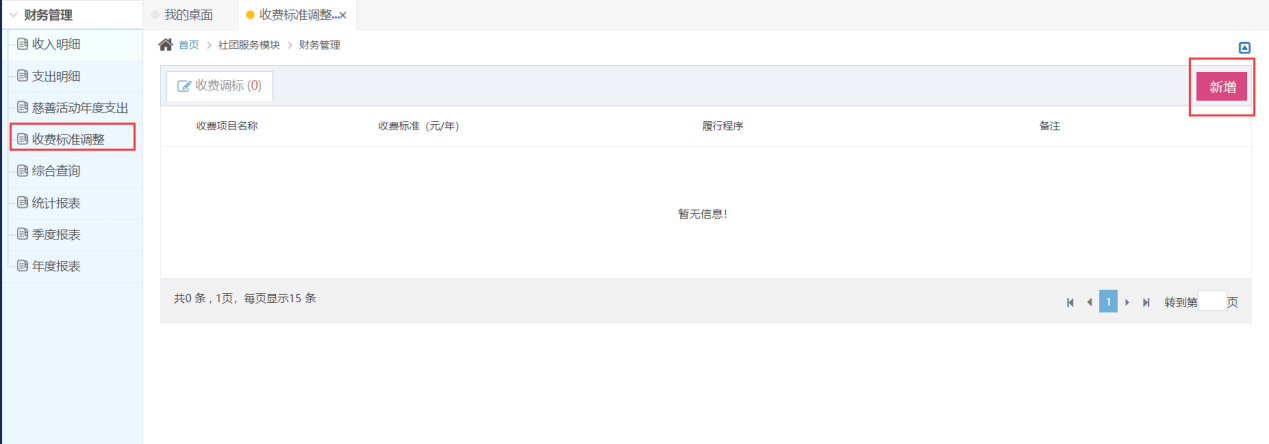 财务管理
我的桌面
收费标准调整...
收入明细
支出明细
慈善活动年度支出
收费标准调整
综合查询
统计报表
季度报表
年度报表
首页 > 社团服务模块 > 财务管理
收费调标 (0)
新增
收费项目名称 收费标准（元/年） 履行程序 备注
暂无信息！
共0 条 , 1页，每页显示15 条
1 转到第 页